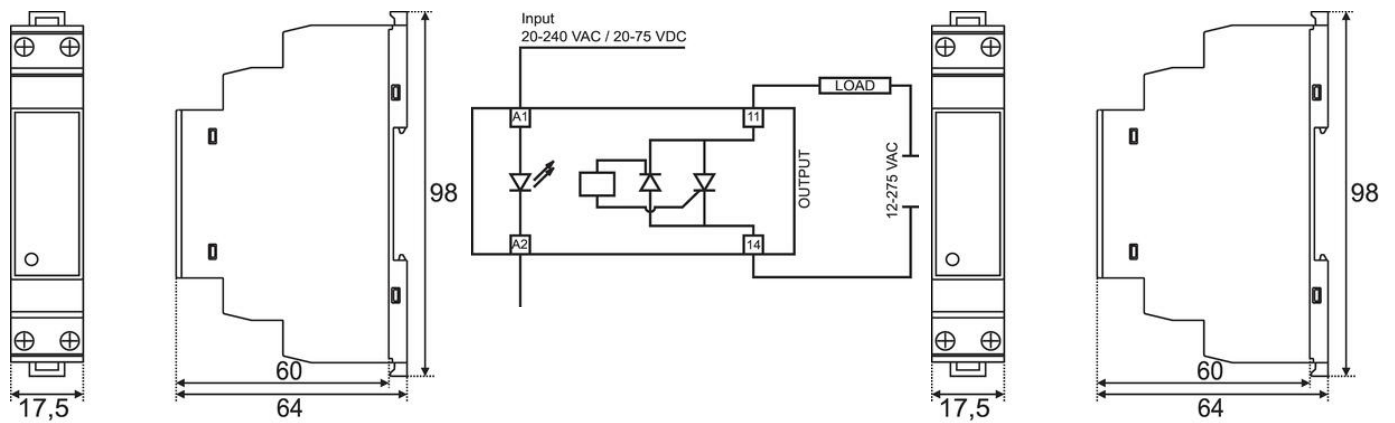 Input
20-240 VAC / 20-75 VDC
LOAD
A1
11
OUTPUT
12-275 VAC
A2
14
98
60
64
17,5
98
60
64
17,5